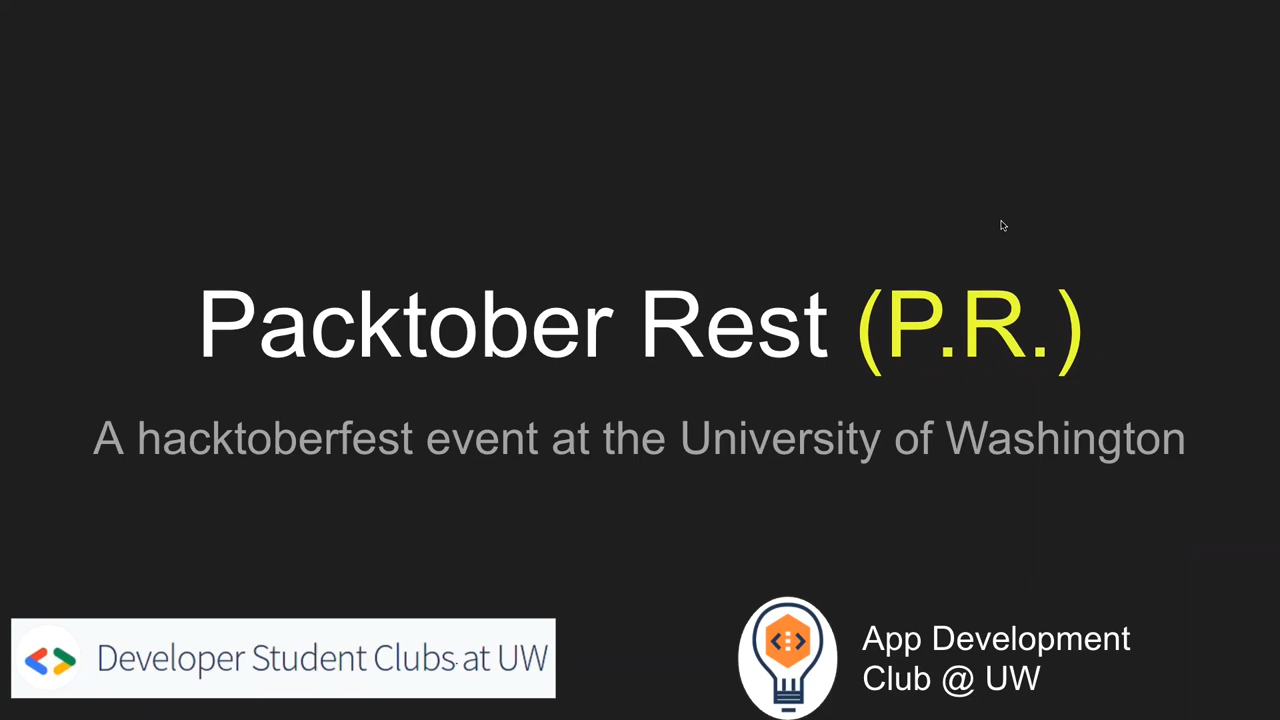 Packtober Rest (P.R.)
A hacktoberfest event at the University of Washington
Developer Student Clubs at UW
App Development
Club @ UW